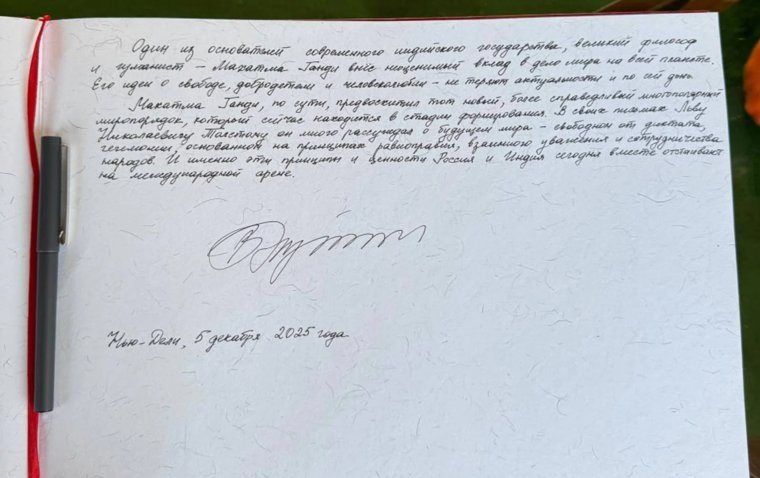 Один из основателей современного индийского государства, великий философ
и гуманист – Махатма Ганди внёс неоценимый вклад в дело мира на всей планете.
Его идеи о свободе, добродетели и человеколюбии – не теряют актуальности и по сей день.
Махатма Ганди, по сути, предвосхитил тот новый, более справедливый многополярный
миропорядок, который сейчас находится в стадии формирования. В своих письмах Льву
Николаевичу Толстому он много рассуждал о будущем мира – свободном от диктата
гегемонии, основанном на принципах равноправия, взаимного уважения и сотрудничества
народов. И именно эти принципы и ценности Россия и Индия сегодня вместе отстаивают
на международной арене.
Нью-Дели, 5 декабря 2025 года